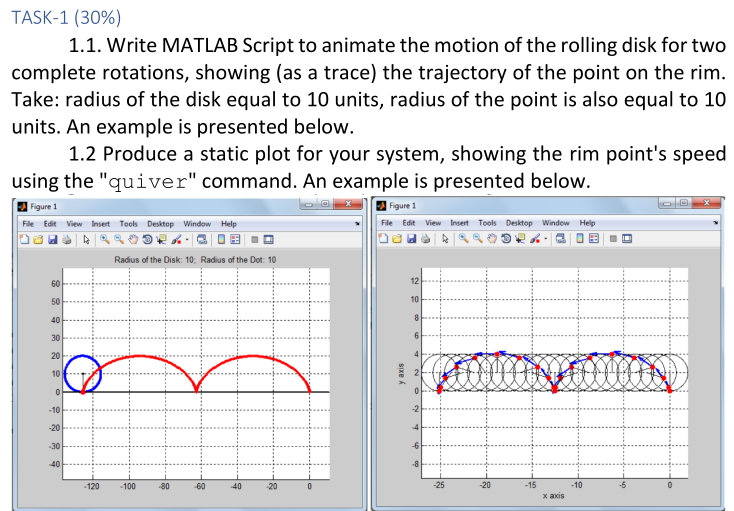 TASK-1 (30%)
1.1. Write MATLAB Script to animate the motion of the rolling disk for two
complete rotations, showing (as a trace) the trajectory of the point on the rim.
Take: radius of the disk equal to 10 units, radius of the point is also equal to 10
units. An example is presented below.
1.2 Produce a static plot for your system, showing the rim point's speed
using the "quiver" command. An example is presented below.
Figure 1
File Edit View Insert Tools Desktop Window Help
Radius of the Disk: 10; Radius of the Dot: 10
60
50
40
30
20
10
0
-10
-20
-30
-40
-120 -100 -80 -60 -40 -20 0
Figure 1
File Edit View Insert Tools Desktop Window Help
12
10
8
6
4
2
0
-2
-4
-6
-8
y axis
-25 -20 -15 -10 -5 0
x axis